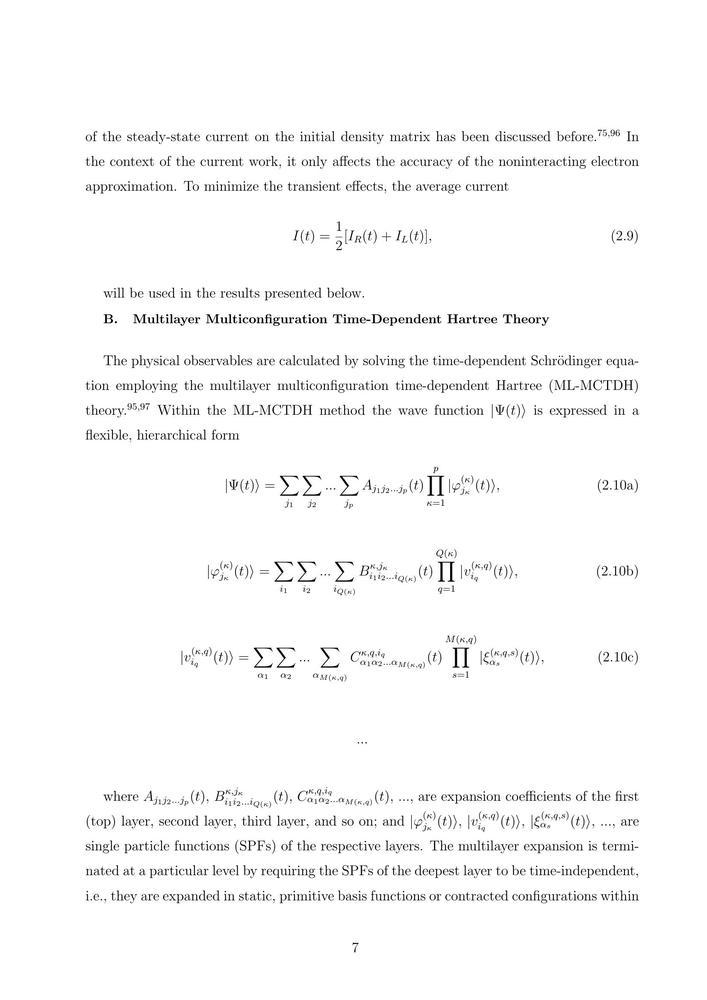 of the steady-state current on the initial density matrix has been discussed before.^{75,96} In
the context of the current work, it only affects the accuracy of the noninteracting electron
approximation. To minimize the transient effects, the average current
I(t) = \frac{1}{2}[I_R(t) + I_L(t)], (2.9)
will be used in the results presented below.
B. Multilayer Multiconfiguration Time-Dependent Hartree Theory
The physical observables are calculated by solving the time-dependent Schrödinger equa-
tion employing the multilayer multiconfiguration time-dependent Hartree (ML-MCTDH)
theory.^{95,97} Within the ML-MCTDH method the wave function |Ψ(t)⟩ is expressed in a
flexible, hierarchical form
|\Psi(t)\rangle = \sum_{j_1} \sum_{j_2} ... \sum_{j_p} A_{j_1 j_2 ... j_p}(t) \prod_{\kappa=1}^{p} |\varphi_{j_\kappa}^{(\kappa)}(t)\rangle, (2.10a)
|\varphi_{j_\kappa}^{(\kappa)}(t)\rangle = \sum_{i_1} \sum_{i_2} ... \sum_{i_{Q(\kappa)}} B_{i_1 i_2 ... i_{Q(\kappa)}}^{\kappa, j_\kappa}(t) \prod_{q=1}^{Q(\kappa)} |v_{i_q}^{(\kappa,q)}(t)\rangle, (2.10b)
|v_{i_q}^{(\kappa,q)}(t)\rangle = \sum_{\alpha_1} \sum_{\alpha_2} ... \sum_{\alpha_{M(\kappa,q)}} C_{\alpha_1 \alpha_2 ... \alpha_{M(\kappa,q)}}^{\kappa,q,i_q}(t) \prod_{s=1}^{M(\kappa,q)} |\xi_{\alpha_s}^{(\kappa,q,s)}(t)\rangle, (2.10c)
...
where A_{j_1 j_2 ... j_p}(t), B_{i_1 i_2 ... i_{Q(\kappa)}}^{\kappa, j_\kappa}(t), C_{\alpha_1 \alpha_2 ... \alpha_{M(\kappa,q)}}^{\kappa,q,i_q}(t), ..., are expansion coefficients of the first
(top) layer, second layer, third layer, and so on; and |\varphi_{j_\kappa}^{(\kappa)}(t)\rangle, |v_{i_q}^{(\kappa,q)}(t)\rangle, |\xi_{\alpha_s}^{(\kappa,q,s)}(t)\rangle, ..., are
single particle functions (SPFs) of the respective layers. The multilayer expansion is termi-
nated at a particular level by requiring the SPFs of the deepest layer to be time-independent,
i.e., they are expanded in static, primitive basis functions or contracted configurations within
7